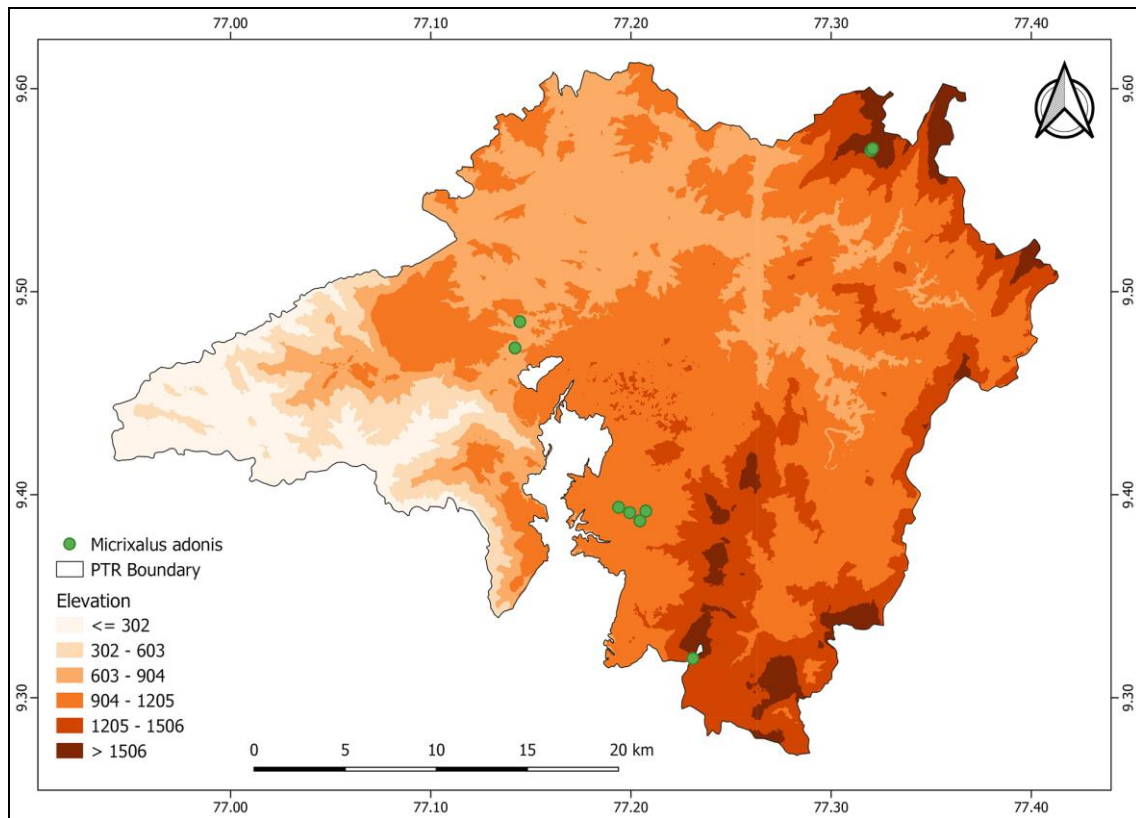 77.00 77.10 77.20 77.30 77.40
9.60 9.60
9.50 9.50
9.40 9.40
Micrixalus adonis
PTR Boundary
Elevation
<= 302
302 - 603
603 - 904
904 - 1205
1205 - 1506
> 1506
9.30 9.30
0 5 10 15 20 km
77.00 77.10 77.20 77.30 77.40